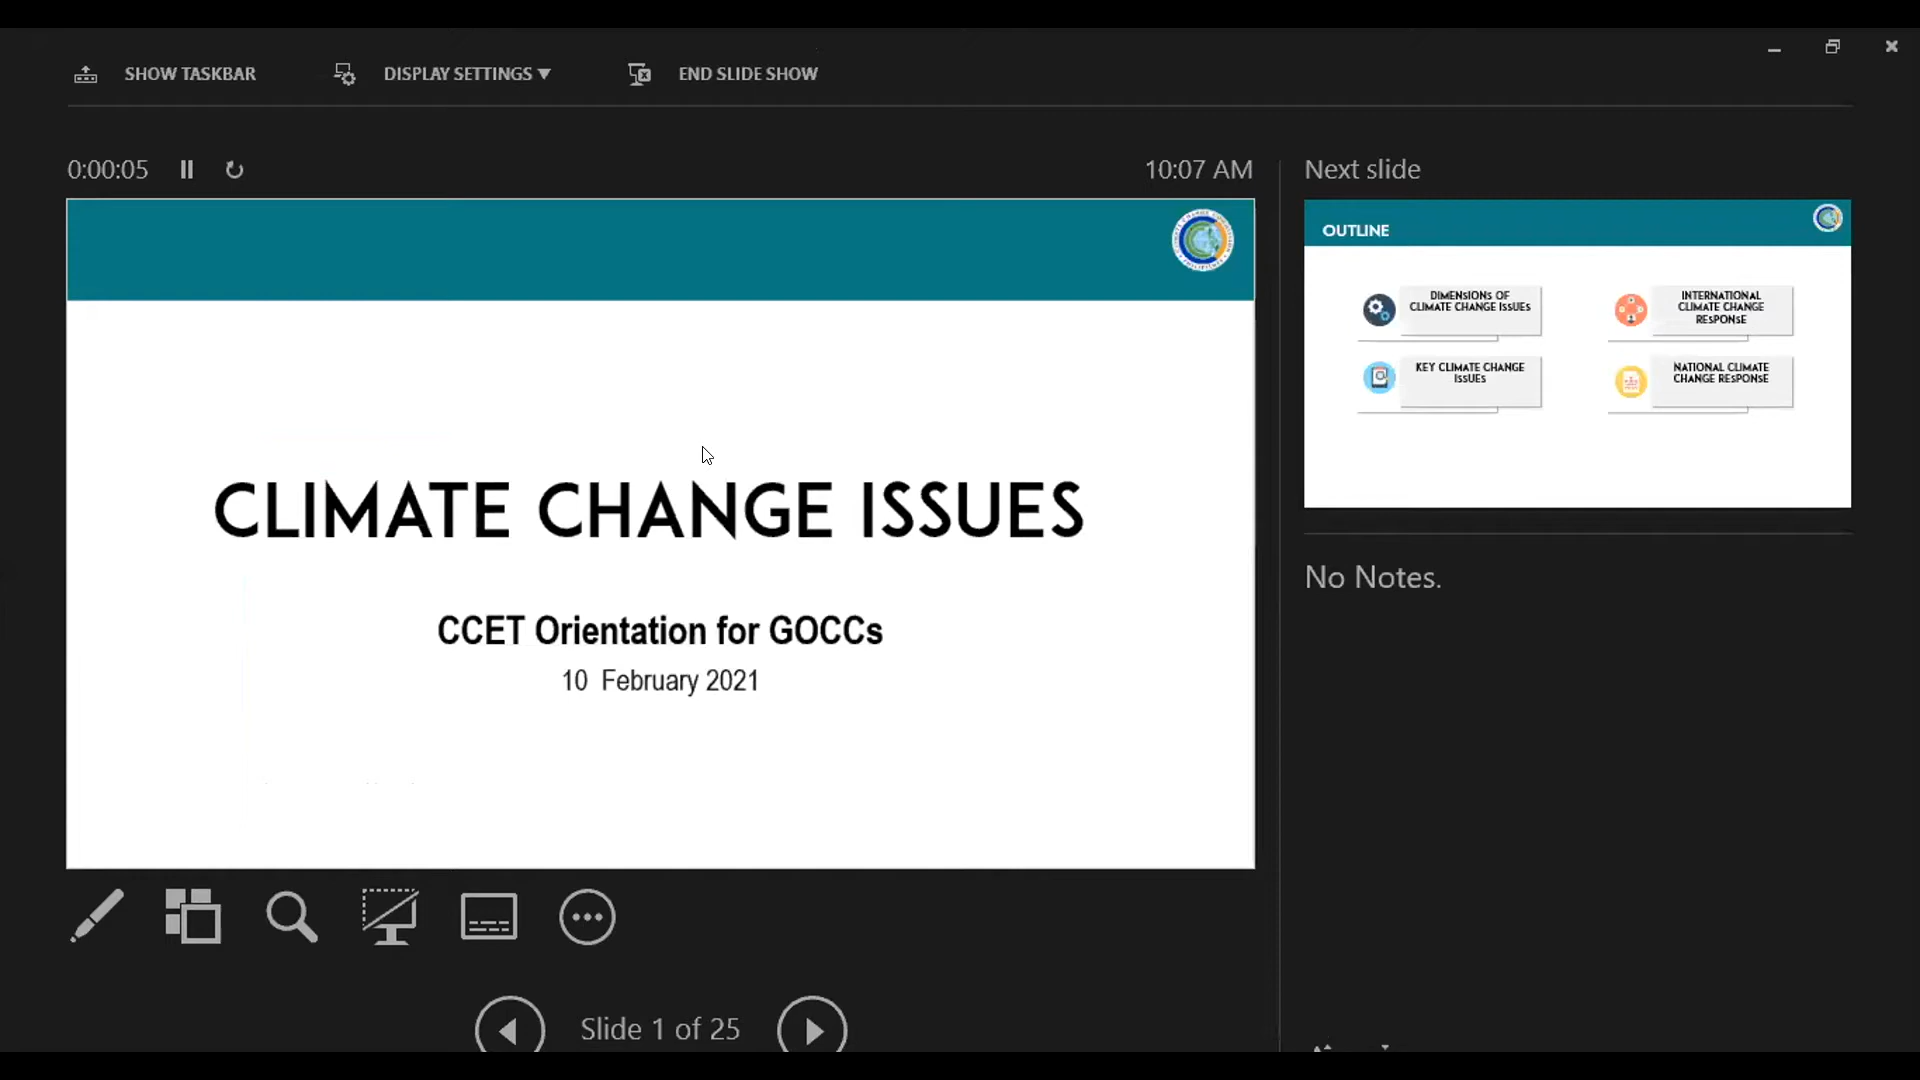 SHOW TASKBAR
DISPLAY SETTINGS ▼
END SLIDE SHOW
0:00:05
10:07 AM
CLIMATE CHANGE ISSUES
CCET Orientation for GOCCs
10 February 2021
Slide 1 of 25
Next slide
OUTLINE
DIMENSIONS OF
CLIMATE CHANGE ISSUES
INTERNATIONAL
CLIMATE CHANGE
RESPONSE
KEY CLIMATE CHANGE
ISSUES
NATIONAL CLIMATE
CHANGE RESPONSE
No Notes.